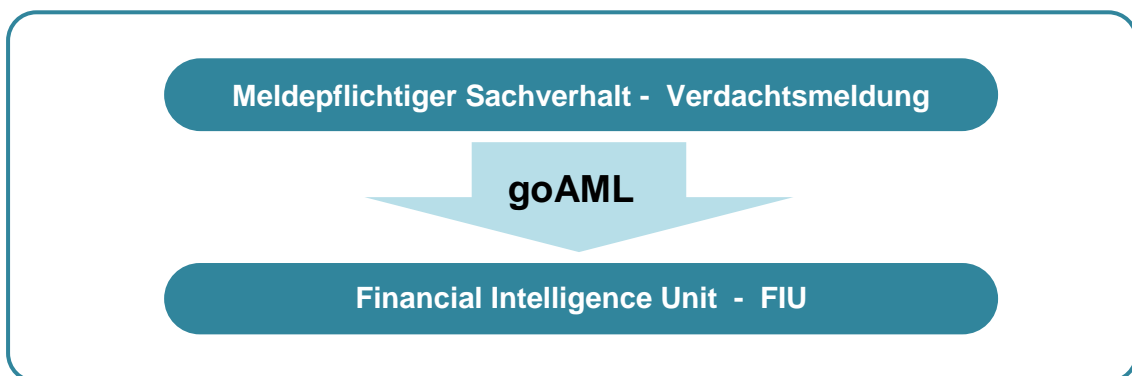 Meldepflichtiger Sachverhalt - Verdachtsmeldung
goAML
Financial Intelligence Unit - FIU